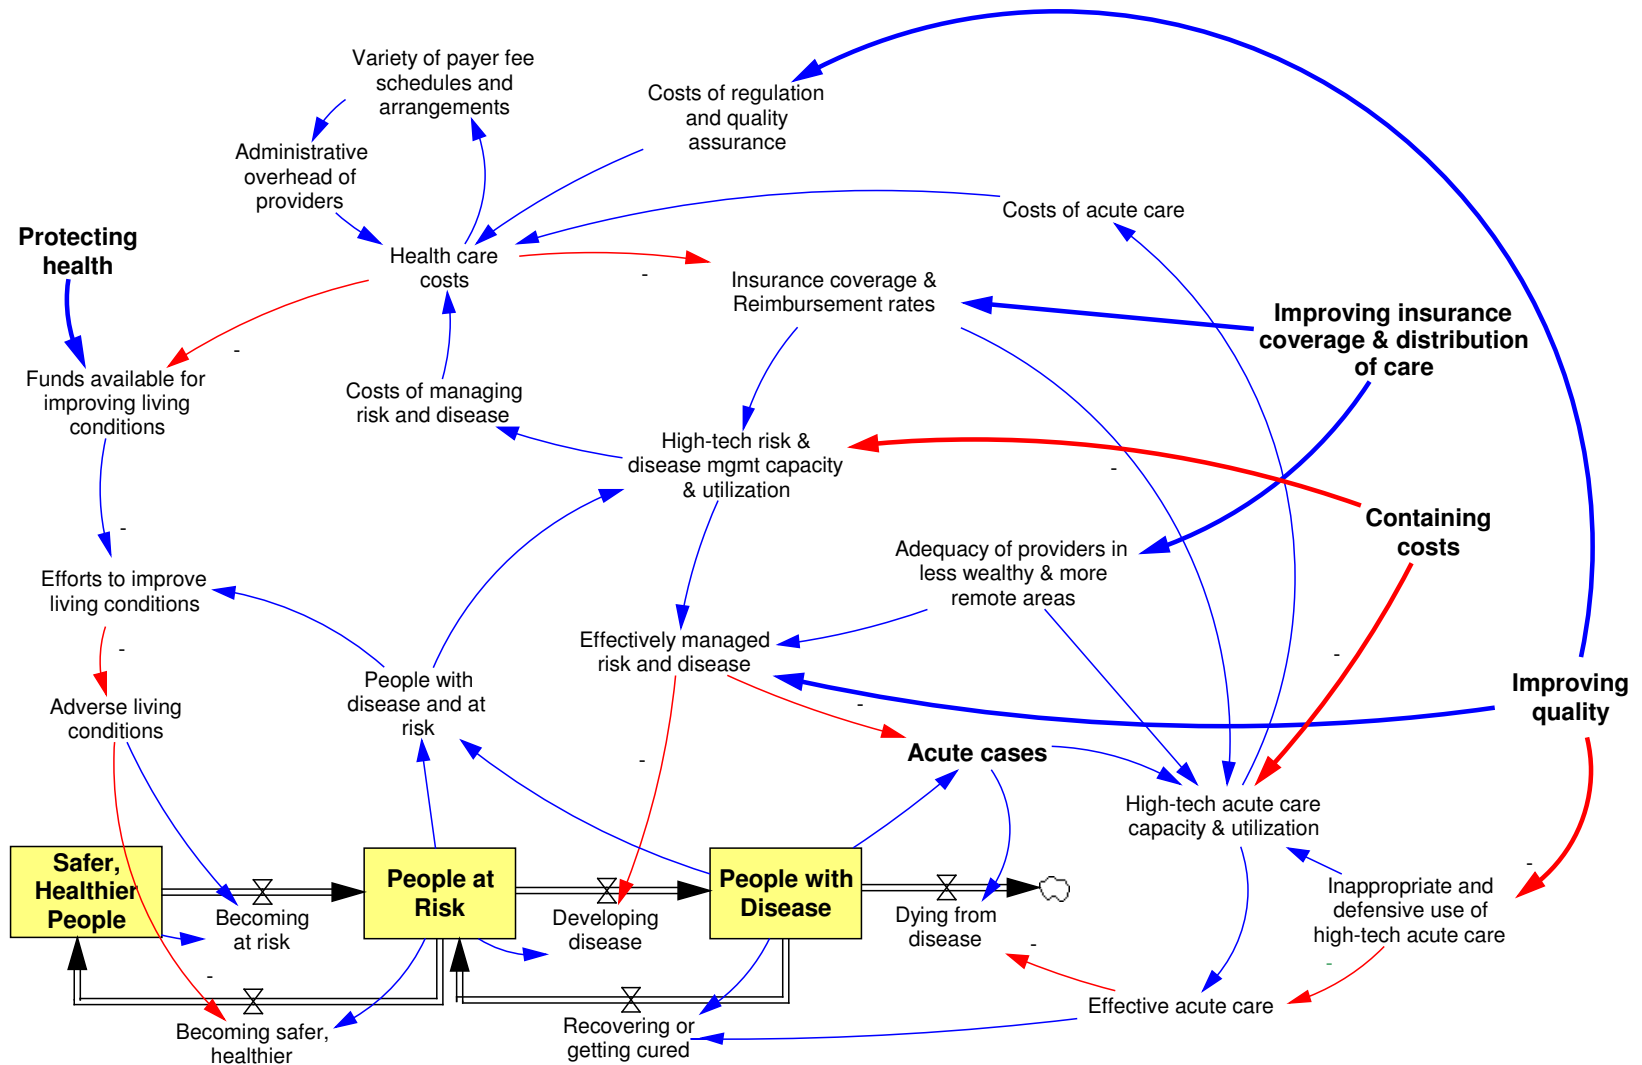 Variety of payer fee
schedules and
arrangements
Costs of regulation
and quality
assurance
Administrative
overhead of
providers
Costs of acute care
Protecting
health
Health care
costs
-
Insurance coverage &
Reimbursement rates
Improving insurance
coverage & distribution
of care
-
Funds available for
improving living
conditions
Costs of managing
risk and disease
High-tech risk &
disease mgmt capacity
& utilization
-
Containing
costs
-
Adequacy of providers in
less wealthy & more
remote areas
Efforts to improve
living conditions
-
Effectively managed
risk and disease
-
People with
disease and at
risk
Improving
quality
Adverse living
conditions
-
-
Acute cases
High-tech acute care
capacity & utilization
Safer,
Healthier
People
People at
Risk
People with
Disease
-
Becoming
at risk
Developing
disease
Dying from
disease
Inappropriate and
defensive use of
high-tech acute care
-
-
-
Effective acute care
Becoming safer,
healthier
Recovering or
getting cured